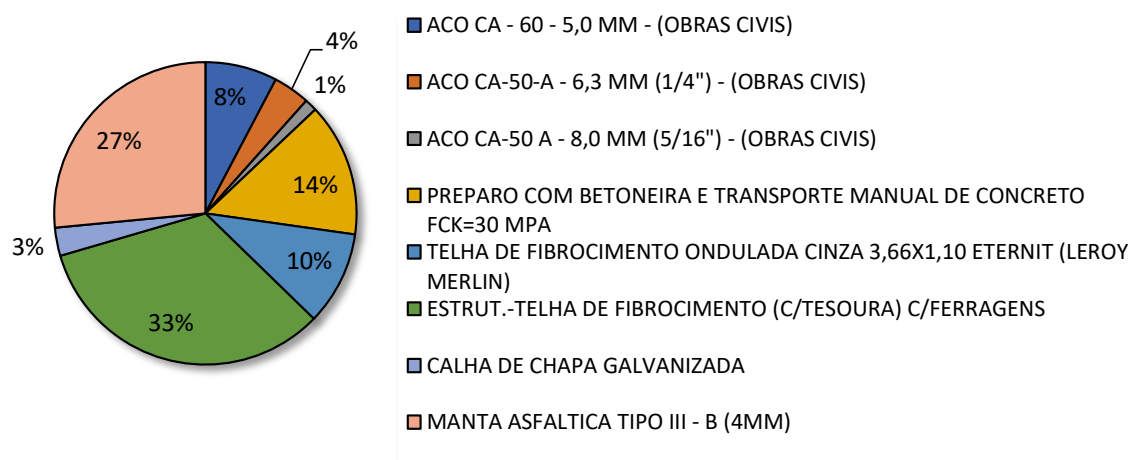 4%
1%
8%
27%
14%
10%
3%
33%
ACO CA - 60 - 5,0 MM - (OBRAS CIVIS)
ACO CA-50-A - 6,3 MM (1/4") - (OBRAS CIVIS)
ACO CA-50 A - 8,0 MM (5/16") - (OBRAS CIVIS)
PREPARO COM BETONEIRA E TRANSPORTE MANUAL DE CONCRETO
FCK=30 MPA
TELHA DE FIBROCIMENTO ONDULADA CINZA 3,66X1,10 ETERNIT (LEROY
MERLIN)
ESTRUT.-TELHA DE FIBROCIMENTO (C/TESOURA) C/FERRAGENS
CALHA DE CHAPA GALVANIZADA
MANTA ASFALTICA TIPO III - B (4MM)